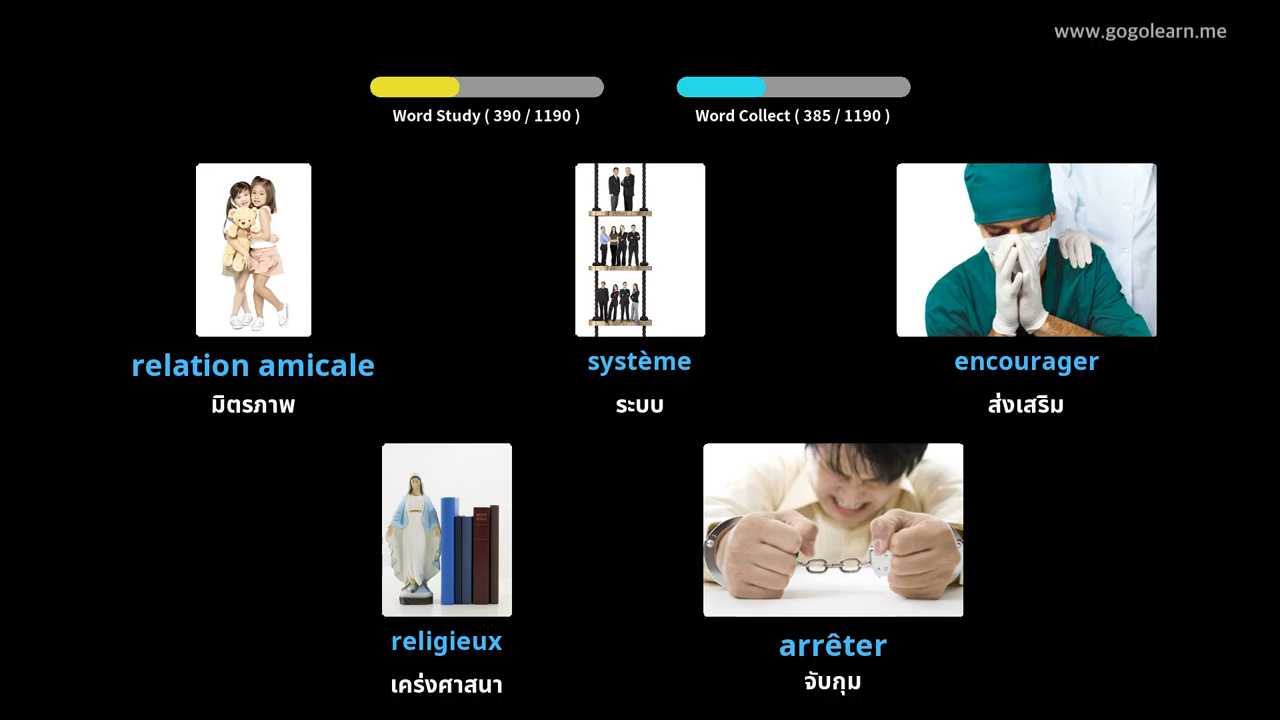 www.gogolearn.me
Word Study ( 390 / 1190 )
Word Collect ( 385 / 1190 )
relation amicale
système
encourager
มิตรภาพ
ระบบ
ส่งเสริม
religieux
arrêter
เคร่งศาสนา
จับกุม